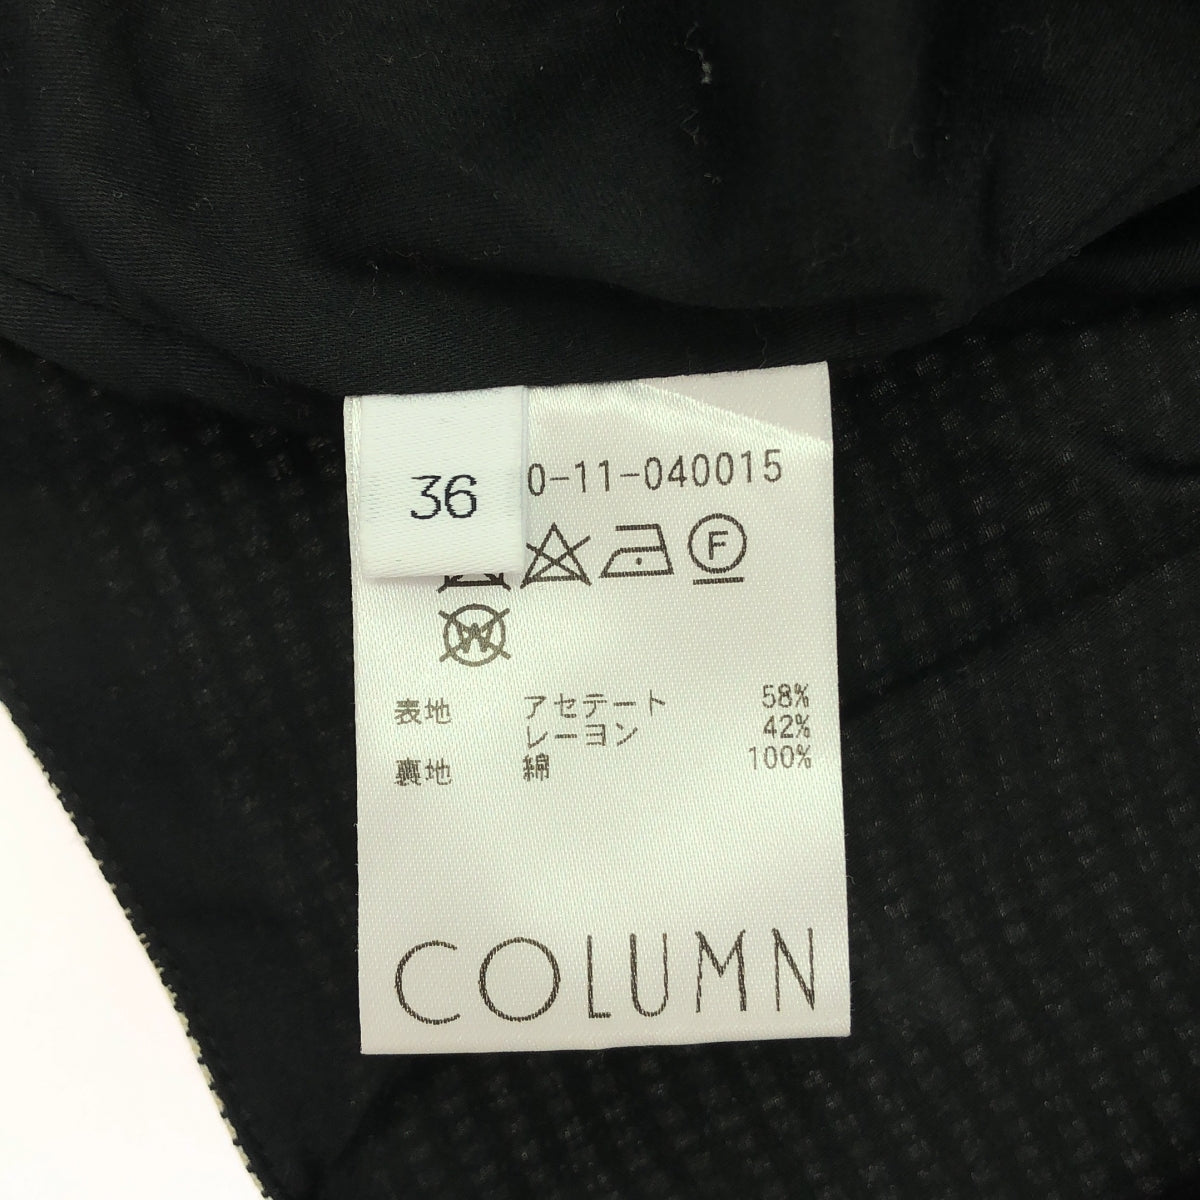 36
0-11-040015
F
W
表地 アセテート 58%
レーヨン 42%
裏地 綿 100%
COLUMN